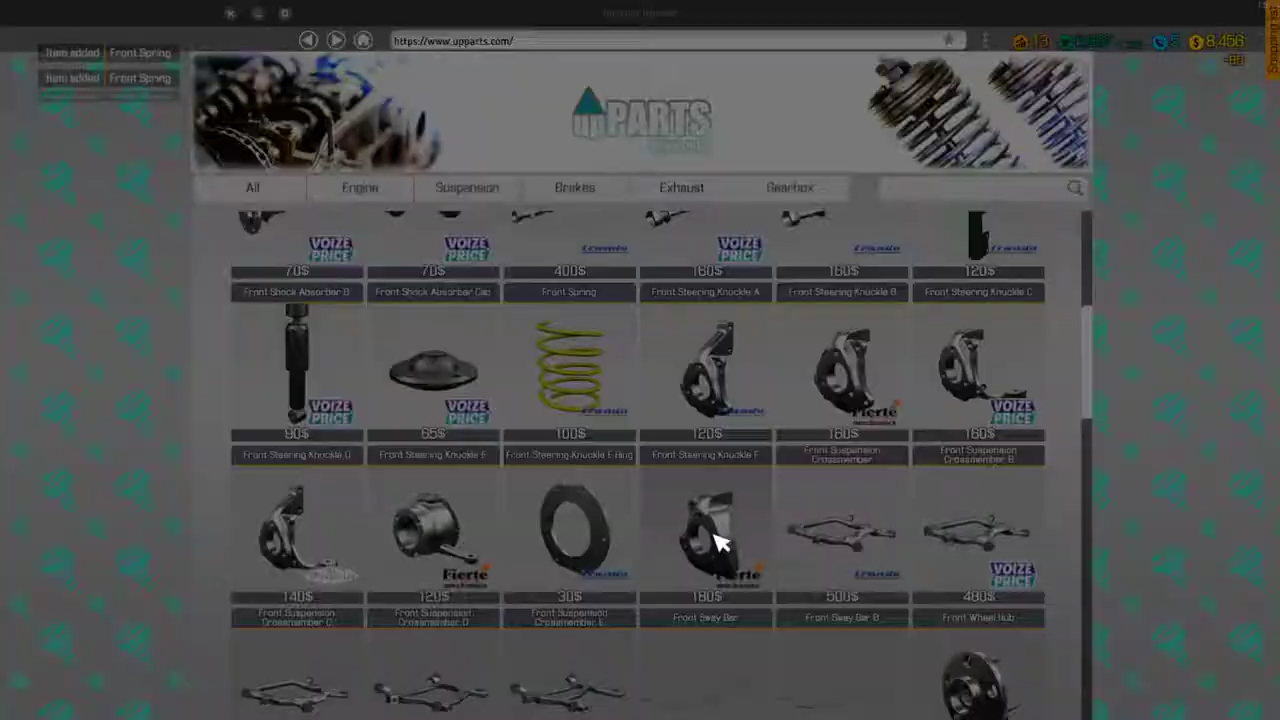 https://www.upparts.com/
13
8,456
Item added | Front Spring
Item added | Front Spring
upPARTS
All Engine Suspension Brakes Exhaust Gearbox
VOIZE PRICE VOIZE PRICE VOIZE PRICE
70$ 70$ 400$ 160$ 160$ 120$
Front Shock Absorber B Front Shock Absorber Cap Front Spring Front Steering Knuckle A Front Steering Knuckle B Front Steering Knuckle C
VOIZE PRICE VOIZE PRICE Fierte VOIZE PRICE
90$ 65$ 100$ 120$ 160$ 160$
Front Steering Knuckle D Front Steering Knuckle E Front Steering Knuckle E Ring Front Steering Knuckle F Front Suspension Crossmember Front Suspension Crossmember B
Fierte Fierte VOIZE PRICE
140$ 120$ 30$ 180$ 500$ 480$
Front Suspension Crossmember C Front Suspension Crossmember D Front Suspension Crossmember E Front Sway Bar Front Sway Bar B Front Wheel Hub